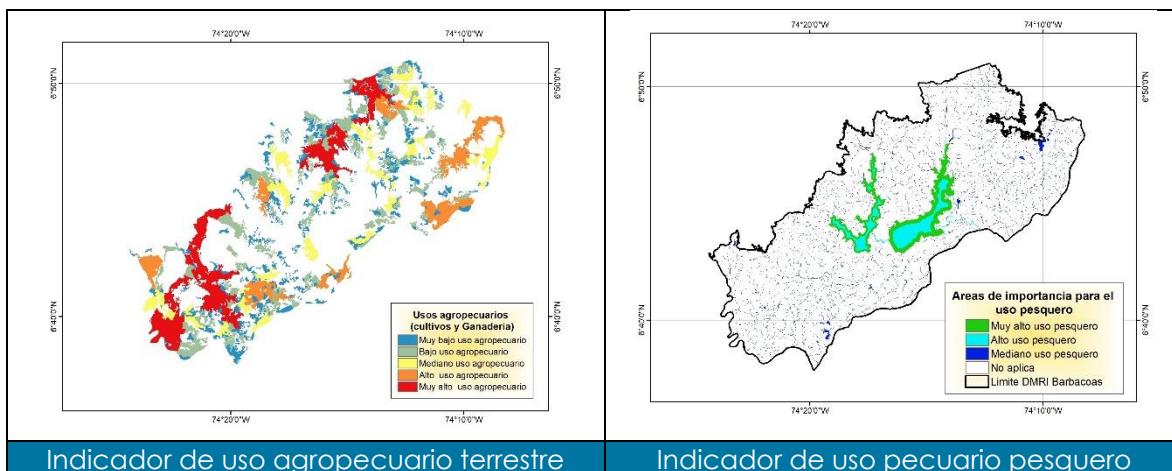 74°20'0"W 74°10'0"W
6°50'0"N 6°50'0"N
6°40'0"N 6°40'0"N
Usos agropecuarios
(cultivos y Ganadería)
Muy bajo uso agropecuario
Bajo uso agropecuario
Mediano uso agropecuario
Alto uso agropecuario
Muy alto uso agropecuario
74°20'0"W 74°10'0"W
Indicador de uso agropecuario terrestre
74°20'0"W 74°10'0"W
6°50'0"N 6°50'0"N
6°40'0"N 6°40'0"N
Areas de importancia para el
uso pesquero
Muy alto uso pesquero
Alto uso pesquero
Mediano uso pesquero
No aplica
Limite DMRI Barbacoas
74°20'0"W 74°10'0"W
Indicador de uso pecuario pesquero